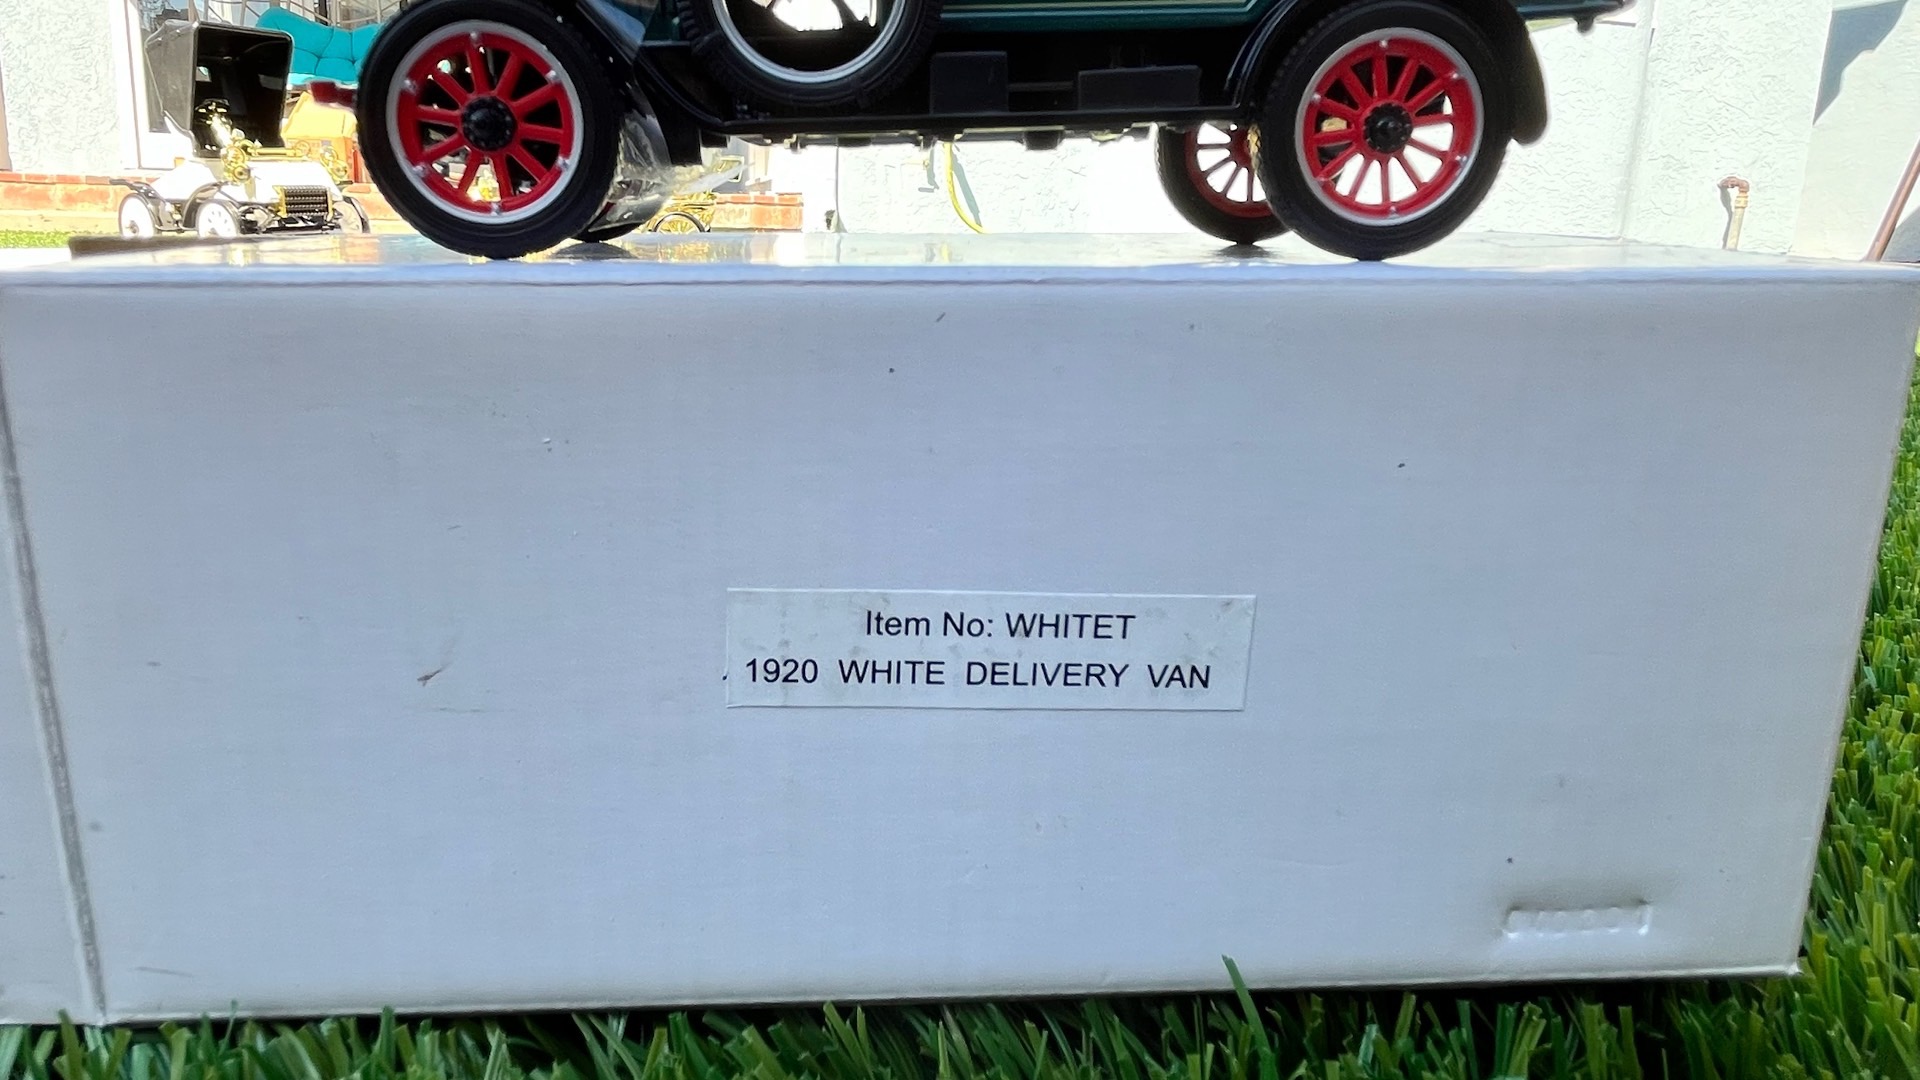 Item No: WHITET
1920 WHITE DELIVERY VAN